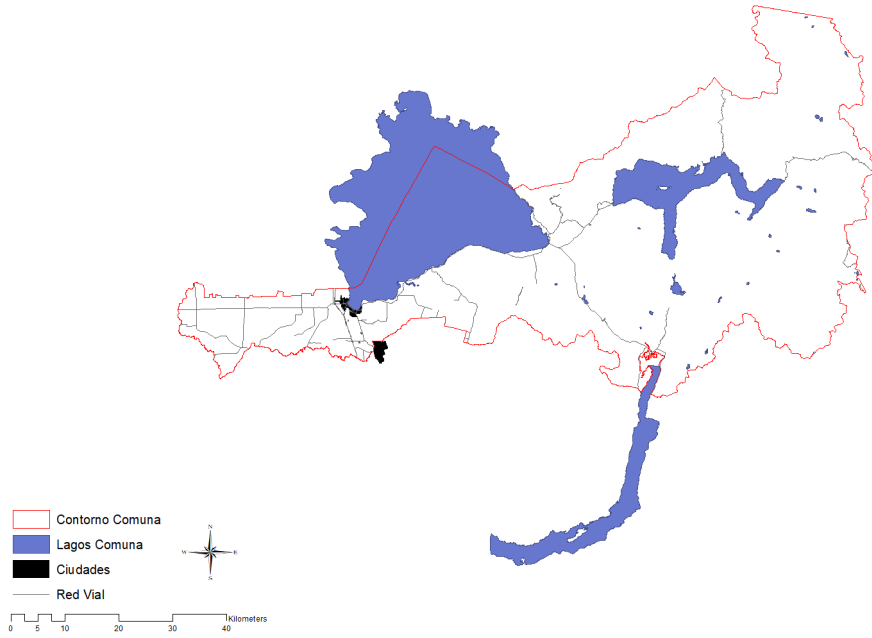 N
W E
S
Contorno Comuna
Lagos Comuna
Ciudades
Red Vial
Kilometers
0 5 10 20 30 40